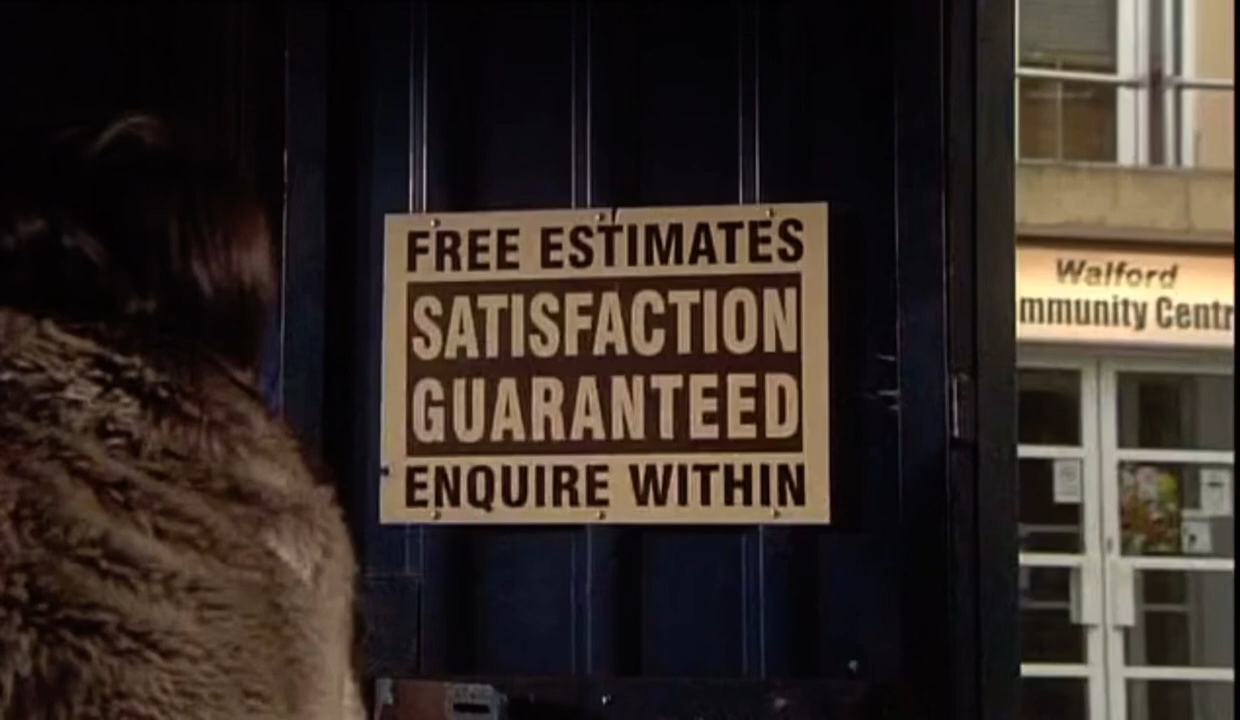 FREE ESTIMATES
SATISFACTION
GUARANTEED
ENQUIRE WITHIN
Walford
mmunity Centr